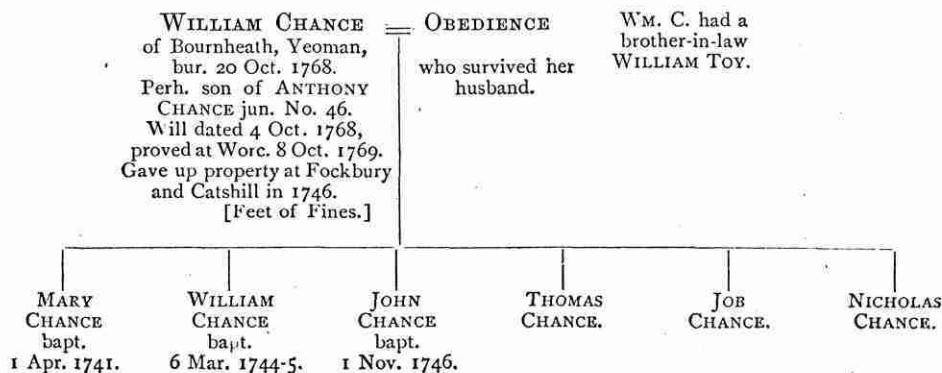 WILLIAM CHANCE = OBEDIENCE
of Bournheath, Yeoman,
bur. 20 Oct. 1768.
Perh. son of ANTHONY
CHANCE jun. No. 46.
Will dated 4 Oct. 1768,
proved at Worc. 8 Oct. 1769.
Gave up property at Fockbury
and Catshill in 1746.
[Feet of Fines.]
who survived her
husband.
WM. C. had a
brother-in-law
WILLIAM TOY.
MARY
CHANCE
bapt.
1 Apr. 1741.
WILLIAM
CHANCE
bapt.
6 Mar. 1744-5.
JOHN
CHANCE
bapt.
1 Nov. 1746.
THOMAS
CHANCE.
JOB
CHANCE.
NICHOLAS
CHANCE.